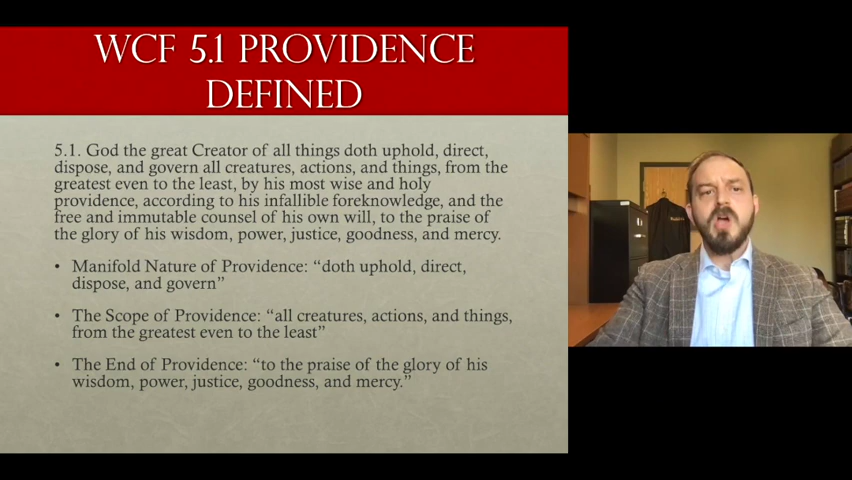 WCF 5.1 PROVIDENCE
DEFINED
5.1. God the great Creator of all things doth uphold, direct,
dispose, and govern all creatures, actions, and things, from the
greatest even to the least, by his most wise and holy
providence, according to his infallible foreknowledge, and the
free and immutable counsel of his own will, to the praise of
the glory of his wisdom, power, justice, goodness, and mercy.
• Manifold Nature of Providence: “doth uphold, direct,
dispose, and govern”
• The Scope of Providence: “all creatures, actions, and things,
from the greatest even to the least”
• The End of Providence: “to the praise of the glory of his
wisdom, power, justice, goodness, and mercy.”